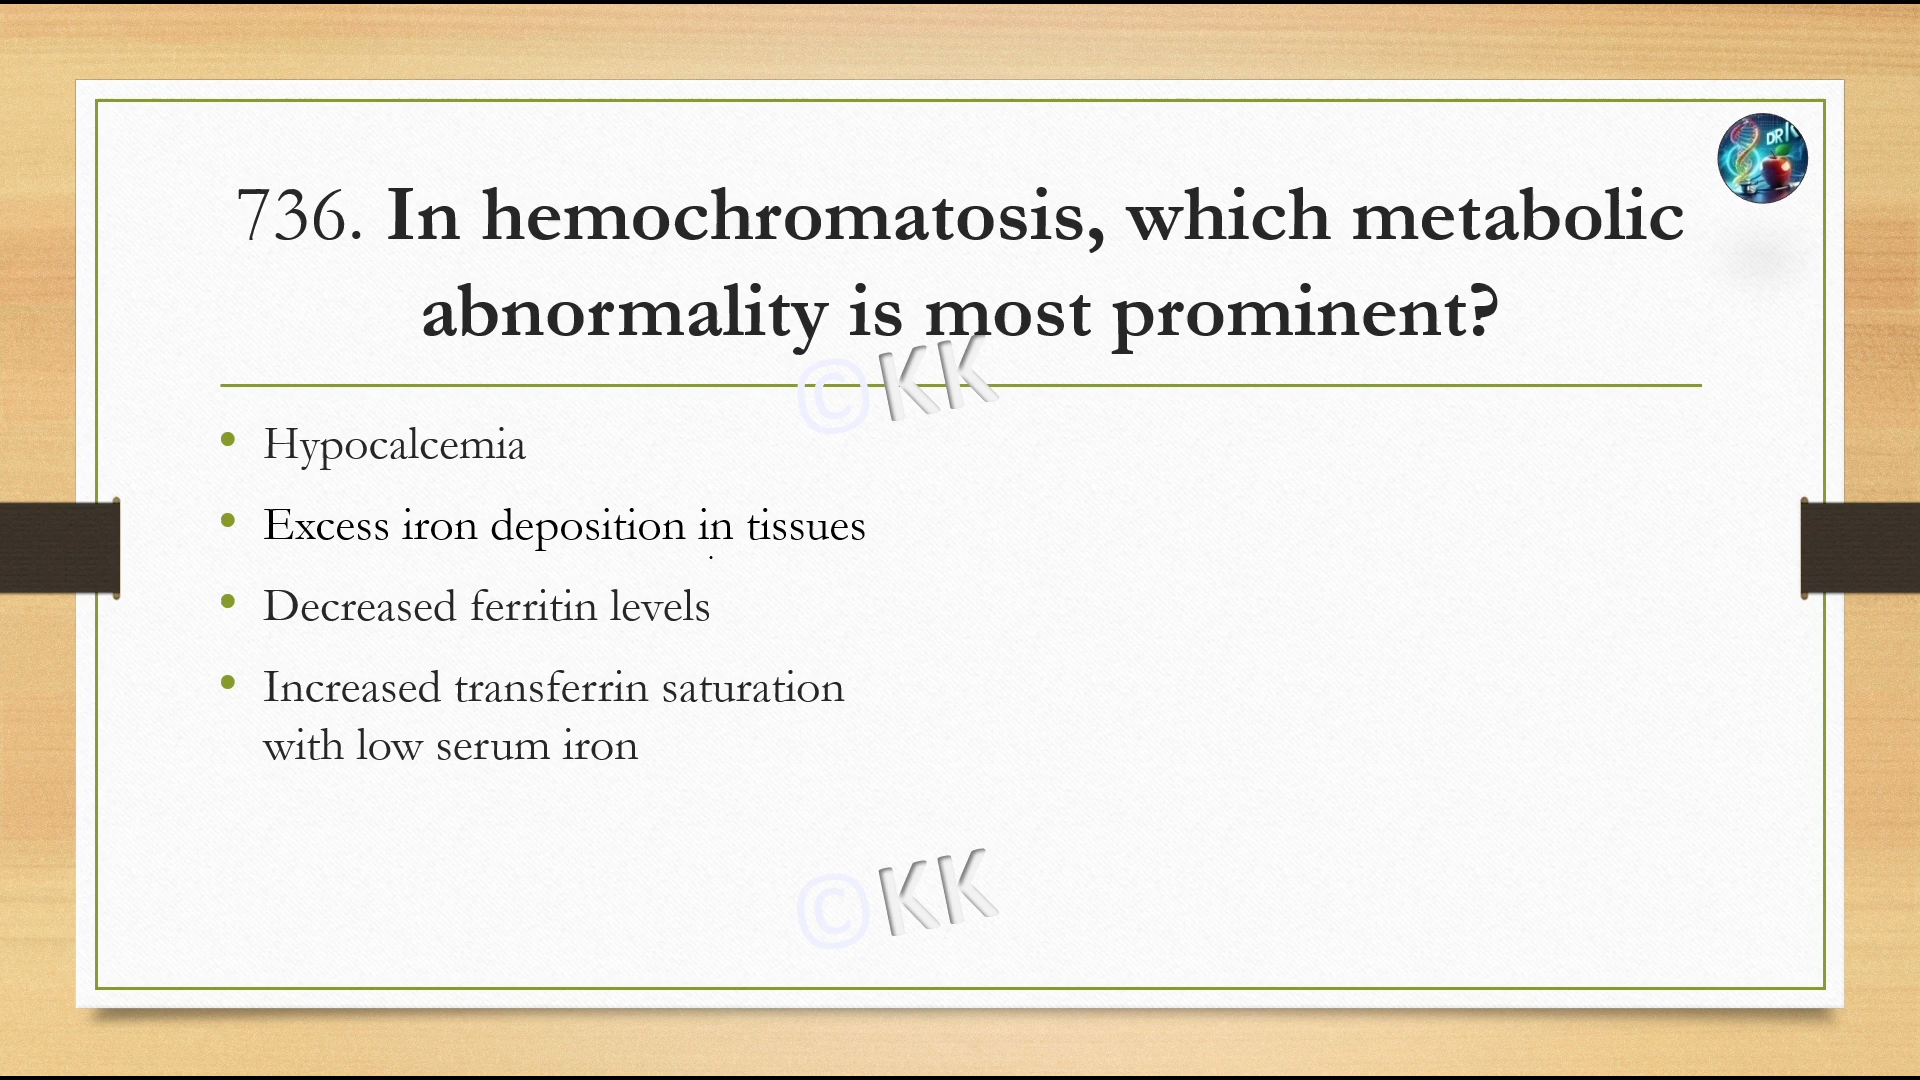 DR K
736. In hemochromatosis, which metabolic
abnormality is most prominent?
©KK
• Hypocalcemia
• Excess iron deposition in tissues
• Decreased ferritin levels
• Increased transferrin saturation
with low serum iron
©KK